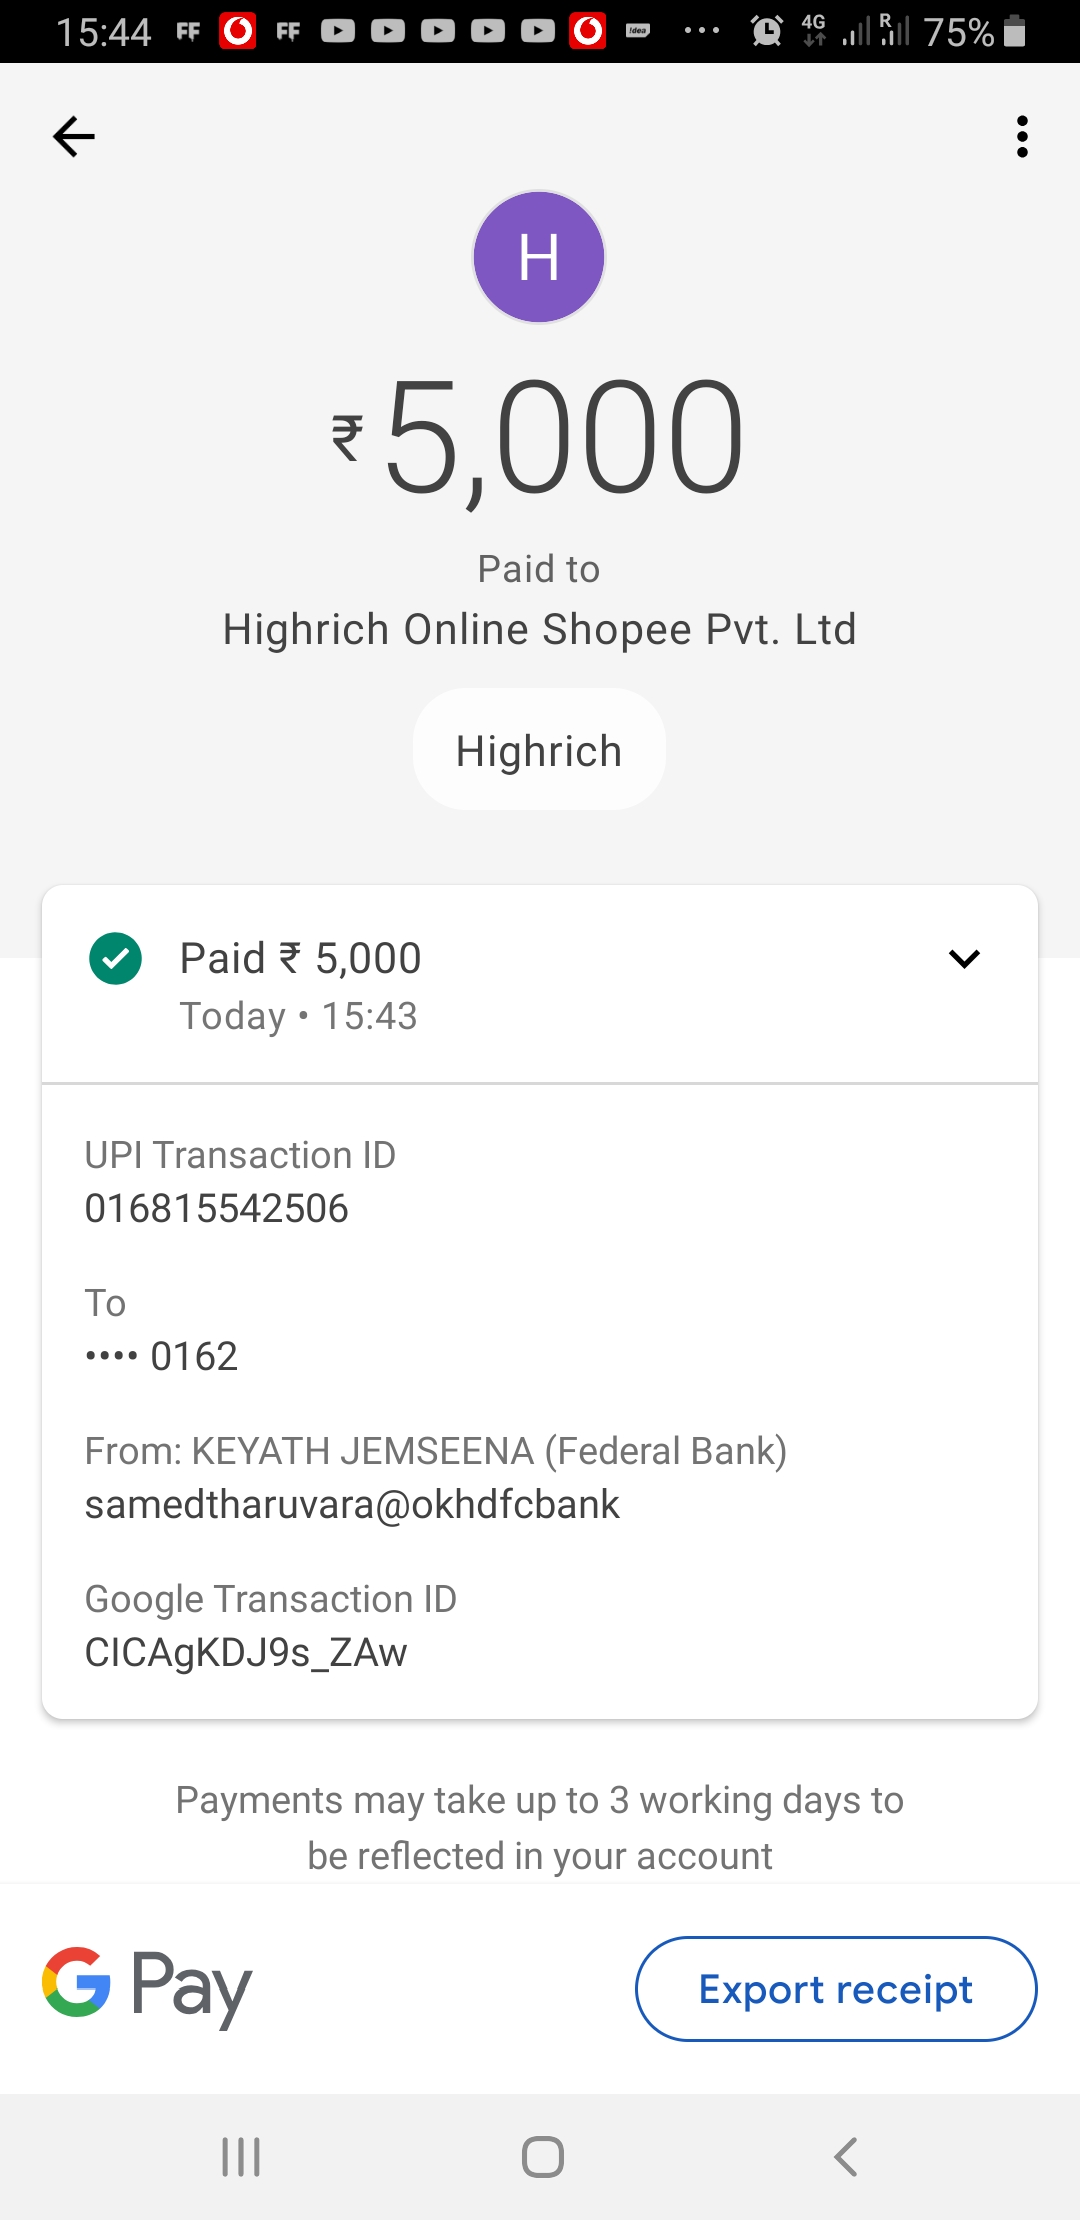 15:44 FF FF !dea ... 4G R 75%
H
₹5,000
Paid to
Highrich Online Shopee Pvt. Ltd
Highrich
Paid ₹ 5,000
Today • 15:43
UPI Transaction ID
016815542506
To
•••• 0162
From: KEYATH JEMSEENA (Federal Bank)
samedtharuvara@okhdfcbank
Google Transaction ID
CICAgKDJ9s_ZAw
Payments may take up to 3 working days to
be reflected in your account
G Pay
Export receipt